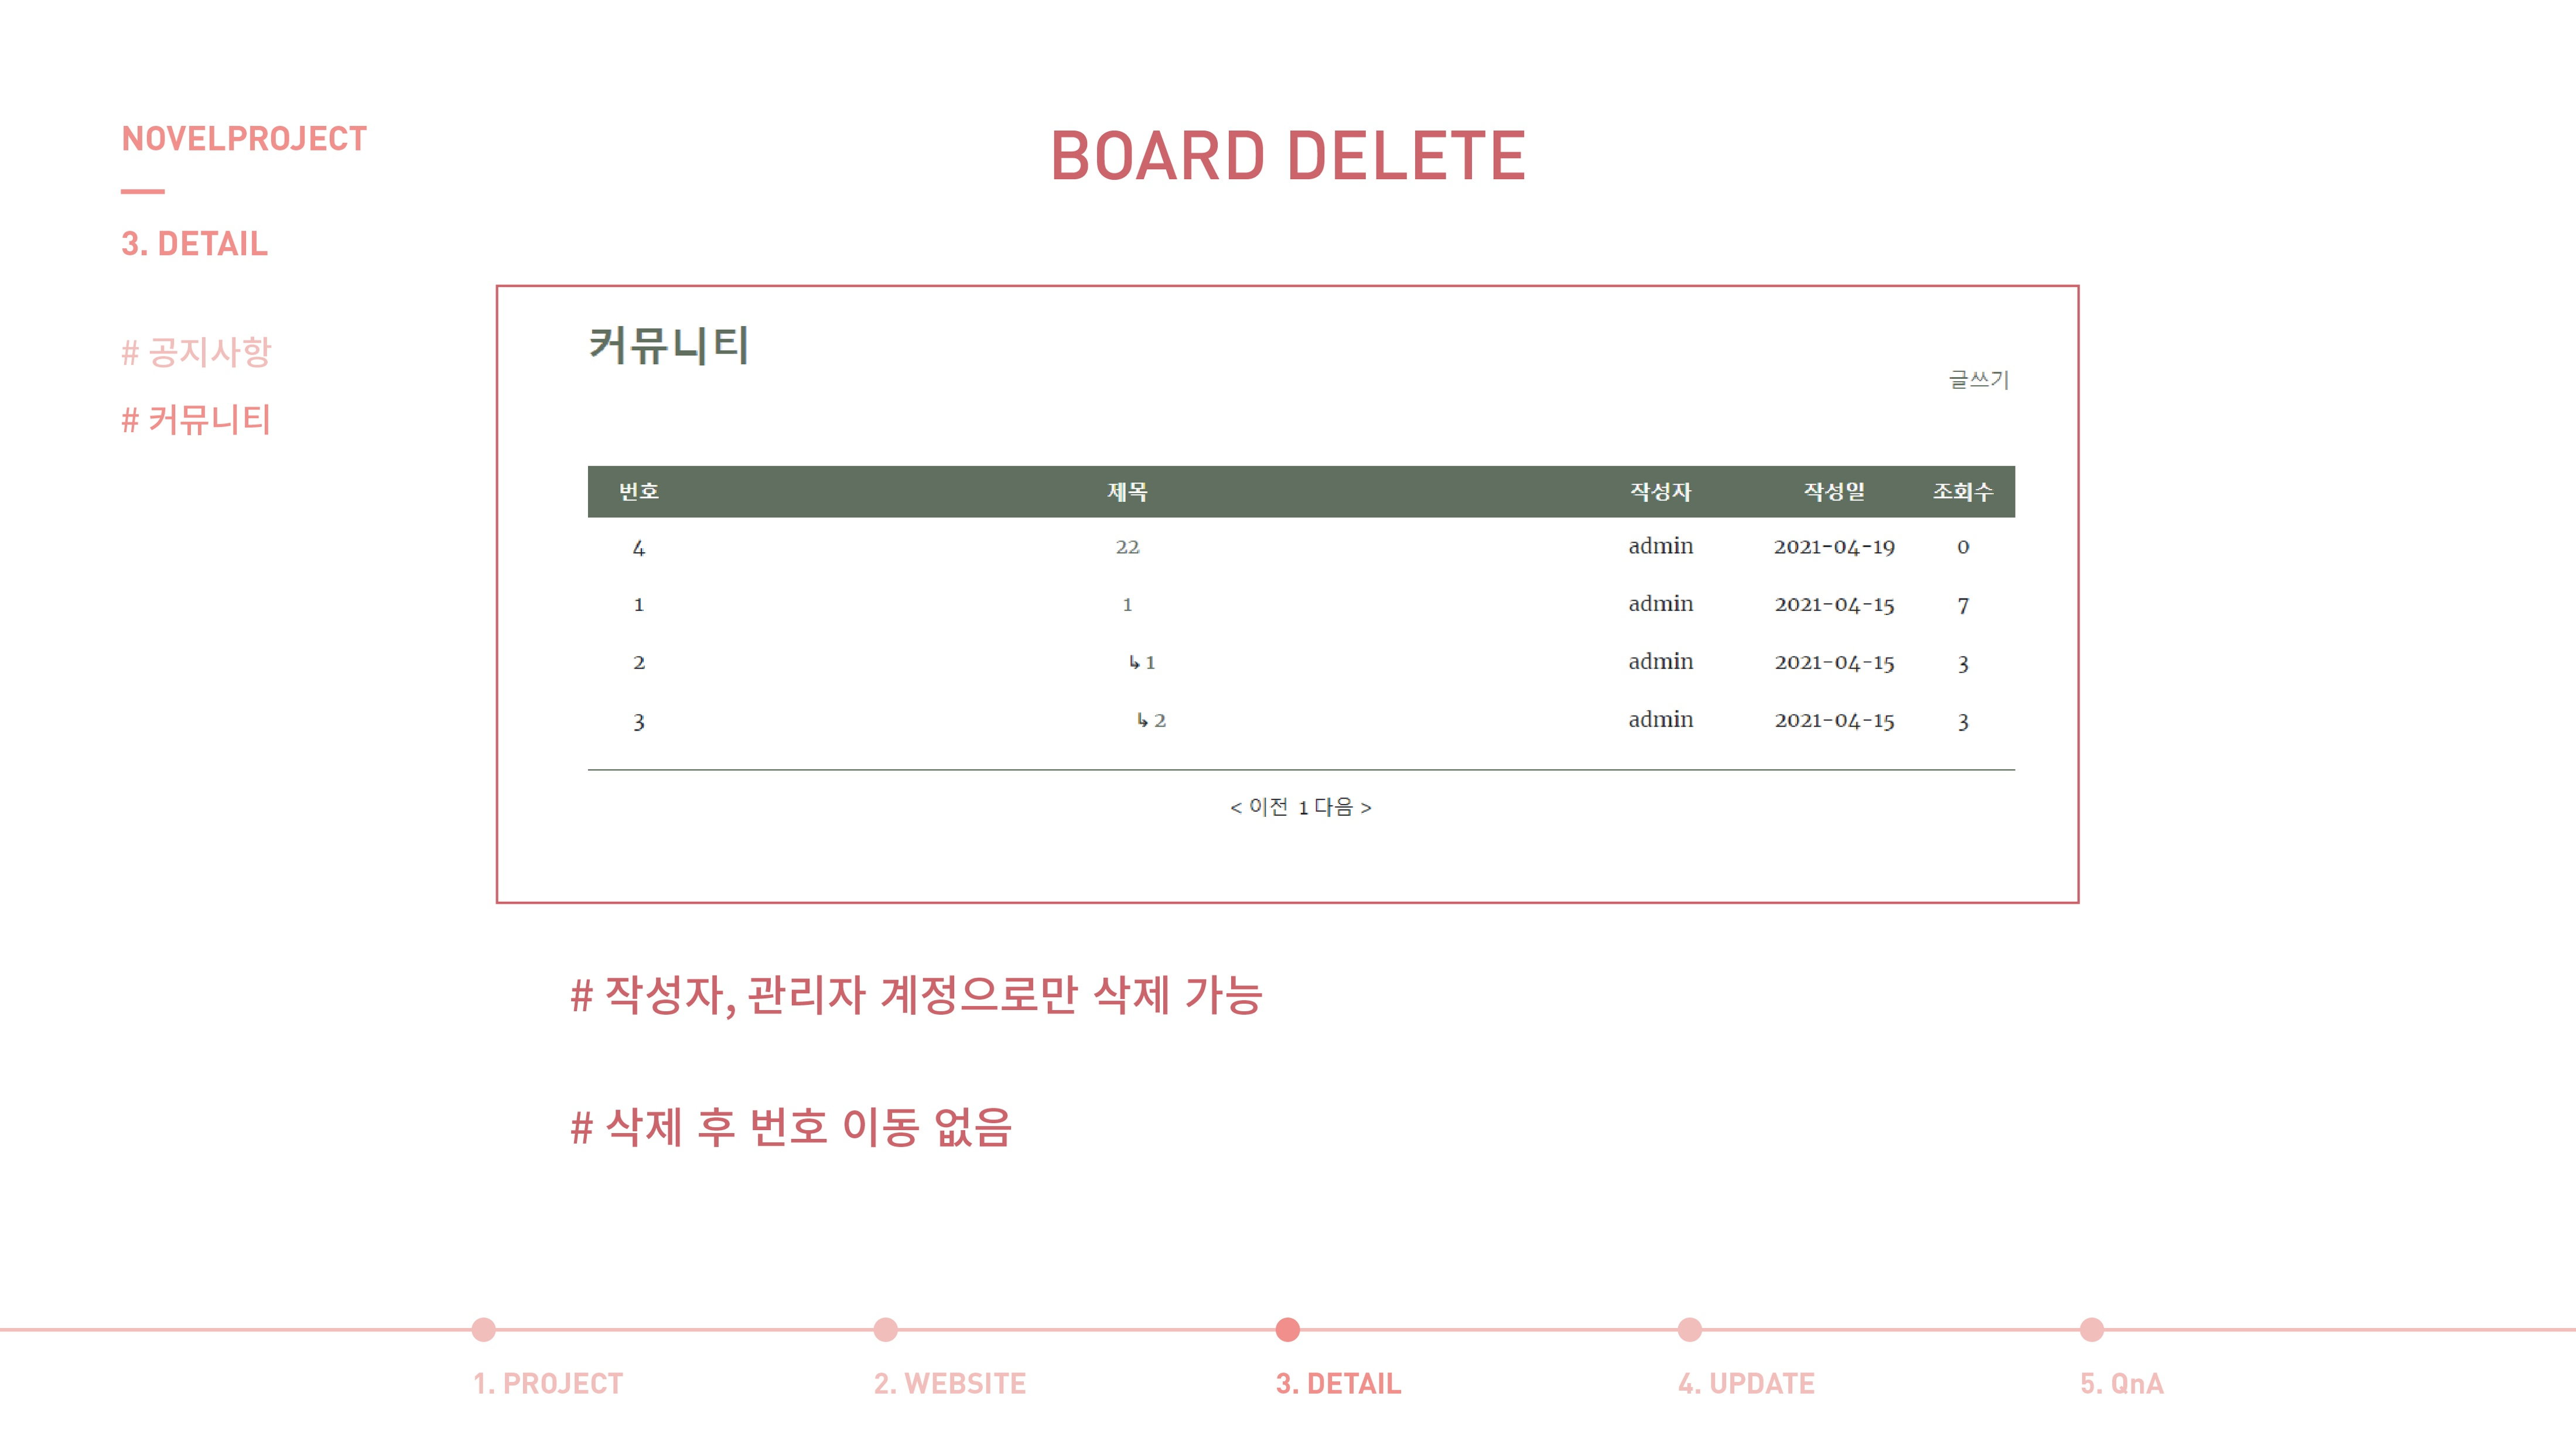 NOVELPROJECT
3. DETAIL
# 공지사항
# 커뮤니티
BOARD DELETE
커뮤니티
글쓰기
번호 제목 작성자 작성일 조회수
4 22 admin 2021-04-19 0
1 1 admin 2021-04-15 7
2 ↳ 1 admin 2021-04-15 3
3 ↳ 2 admin 2021-04-15 3
< 이전 1 다음 >
# 작성자, 관리자 계정으로만 삭제 가능
# 삭제 후 번호 이동 없음
1. PROJECT 2. WEBSITE 3. DETAIL 4. UPDATE 5. QnA